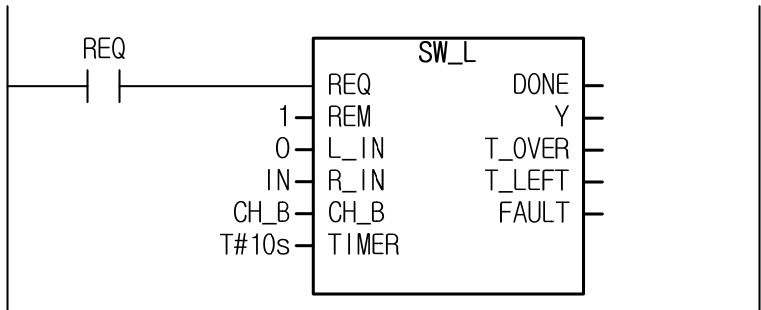 REQ
SW_L
REQ DONE
1 REM Y
0 L_IN T_OVER
IN R_IN T_LEFT
CH_B CH_B FAULT
T#10s TIMER